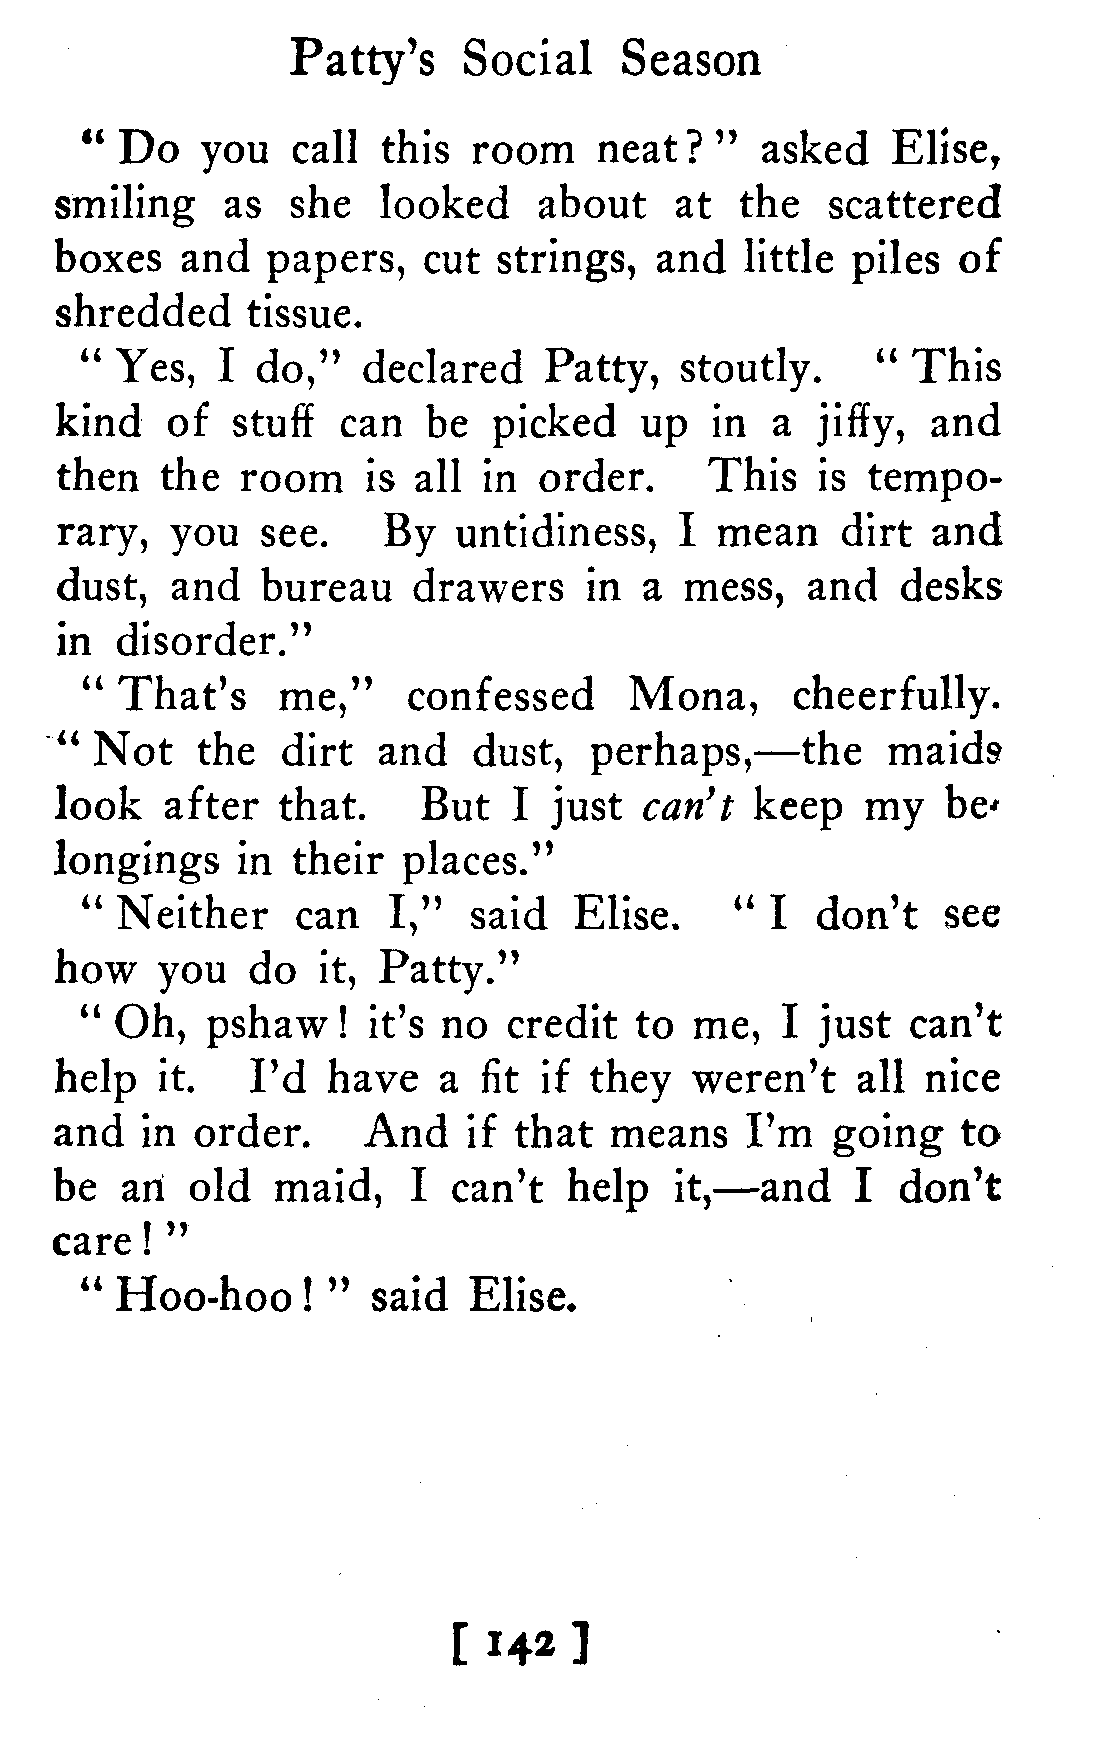 Patty's Social Season
" Do you call this room neat? " asked Elise,
smiling as she looked about at the scattered
boxes and papers, cut strings, and little piles of
shredded tissue.
" Yes, I do," declared Patty, stoutly. " This
kind of stuff can be picked up in a jiffy, and
then the room is all in order. This is tempo-
rary, you see. By untidiness, I mean dirt and
dust, and bureau drawers in a mess, and desks
in disorder."
" That's me," confessed Mona, cheerfully.
" Not the dirt and dust, perhaps,—the maids
look after that. But I just can't keep my be-
longings in their places."
" Neither can I," said Elise. " I don't see
how you do it, Patty."
" Oh, pshaw! it's no credit to me, I just can't
help it. I'd have a fit if they weren't all nice
and in order. And if that means I'm going to
be an old maid, I can't help it,—and I don't
care! "
" Hoo-hoo! " said Elise.
[ 142 ]